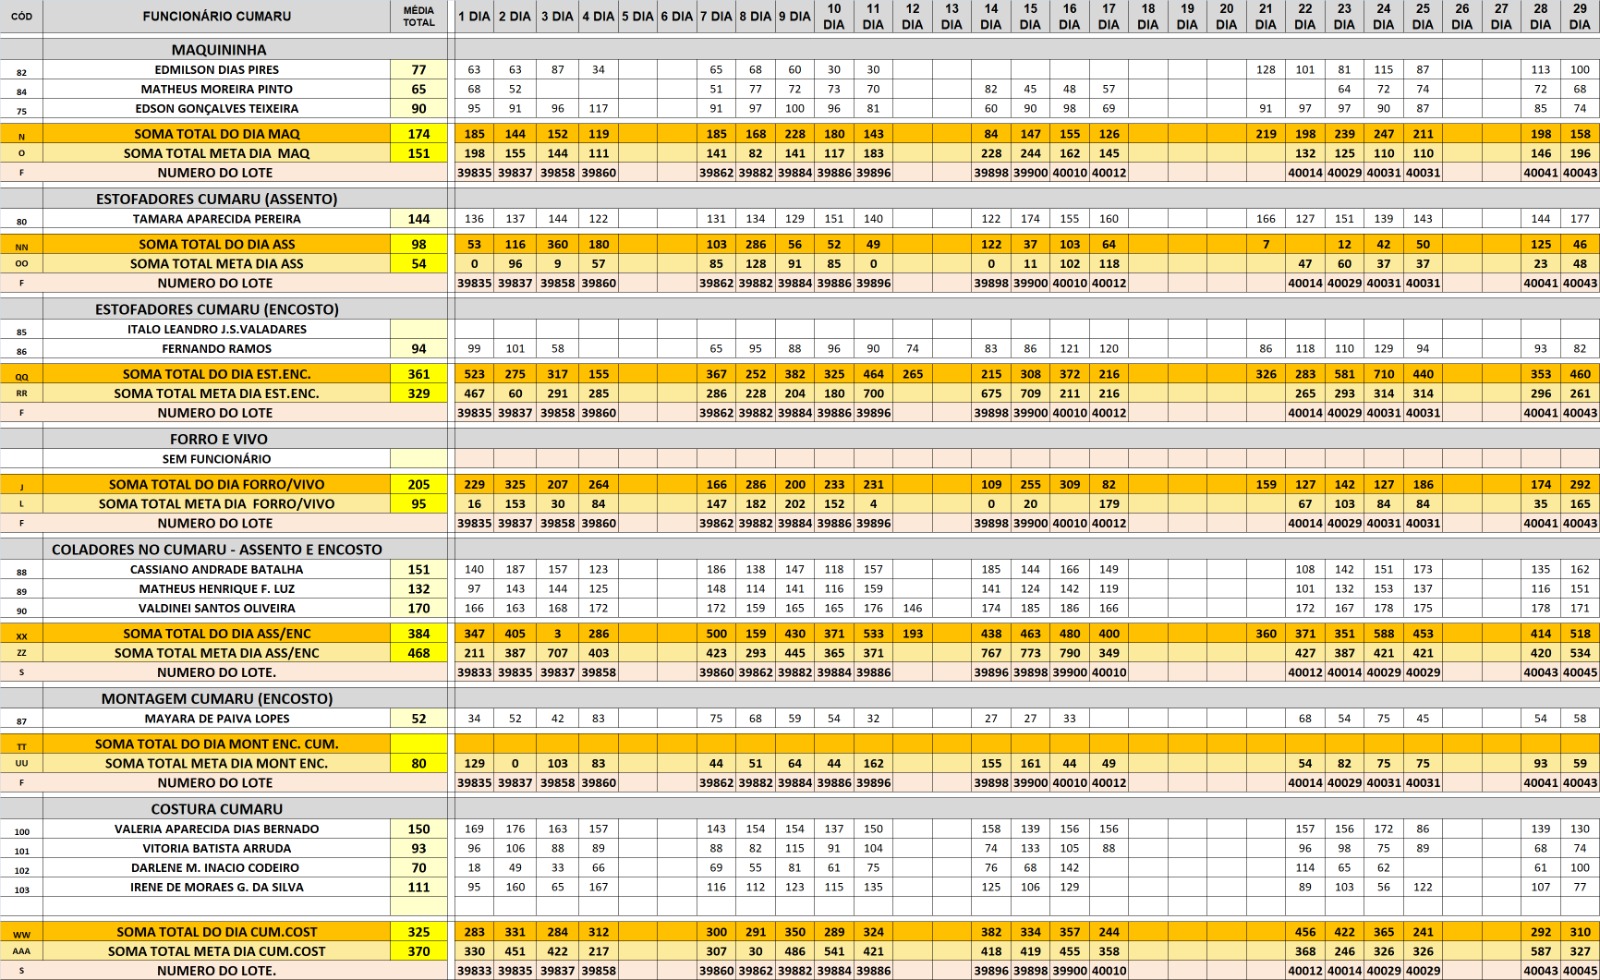 CÓD FUNCIONÁRIO CUMARU MÉDIA TOTAL 1 DIA 2 DIA 3 DIA 4 DIA 5 DIA 6 DIA 7 DIA 8 DIA 9 DIA 10 DIA 11 DIA 12 DIA 13 DIA 14 DIA 15 DIA 16 DIA 17 DIA 18 DIA 19 DIA 20 DIA 21 DIA 22 DIA 23 DIA 24 DIA 25 DIA 26 DIA 27 DIA 28 DIA 29 DIA
MAQUININHA
82 EDMILSON DIAS PIRES 77 63 63 87 34 65 68 60 30 30 128 101 81 115 87 113 100
84 MATHEUS MOREIRA PINTO 65 68 52 51 77 72 73 70 82 45 48 57 64 72 74 72 68
75 EDSON GONÇALVES TEIXEIRA 90 95 91 96 117 91 97 100 96 81 60 90 98 69 91 97 97 90 87 85 74
N SOMA TOTAL DO DIA MAQ 174 185 144 152 119 185 168 228 180 143 84 147 155 126 219 198 239 247 211 198 158
O SOMA TOTAL META DIA MAQ 151 198 155 144 111 141 82 141 117 183 228 244 162 145 132 125 110 110 146 196
F NUMERO DO LOTE 39835 39837 39858 39860 39862 39882 39884 39886 39896 39898 39900 40010 40012 40014 40029 40031 40031 40041 40043
ESTOFADORES CUMARU (ASSENTO)
80 TAMARA APARECIDA PEREIRA 144 136 137 144 122 131 134 129 151 140 122 174 155 160 166 127 151 139 143 144 177
NN SOMA TOTAL DO DIA ASS 98 53 116 360 180 103 286 56 52 49 122 37 103 64 7 12 42 50 125 46
OO SOMA TOTAL META DIA ASS 54 0 96 9 57 85 128 91 85 0 0 11 102 118 47 60 37 37 23 48
F NUMERO DO LOTE 39835 39837 39858 39860 39862 39882 39884 39886 39896 39898 39900 40010 40012 40014 40029 40031 40031 40041 40043
ESTOFADORES CUMARU (ENCOSTO)
85 ITALO LEANDRO J.S.VALADARES
86 FERNANDO RAMOS 94 99 101 58 65 95 88 96 90 74 83 86 121 120 86 118 110 129 94 93 82
QQ SOMA TOTAL DO DIA EST.ENC. 361 523 275 317 155 367 252 382 325 464 265 215 308 372 216 326 283 581 710 440 353 460
RR SOMA TOTAL META DIA EST.ENC. 329 467 60 291 285 286 228 204 180 700 675 709 211 216 265 293 314 314 296 261
F NUMERO DO LOTE 39835 39837 39858 39860 39862 39882 39884 39886 39896 39898 39900 40010 40012 40014 40029 40031 40031 40041 40043
FORRO E VIVO
SEM FUNCIONÁRIO
J SOMA TOTAL DO DIA FORRO/VIVO 205 229 325 207 264 166 286 200 233 231 109 255 309 82 159 127 142 127 186 174 292
L SOMA TOTAL META DIA FORRO/VIVO 95 16 153 30 84 147 182 202 152 4 0 20 179 67 103 84 84 35 165
F NUMERO DO LOTE 39835 39837 39858 39860 39862 39882 39884 39886 39896 39898 39900 40010 40012 40014 40029 40031 40031 40041 40043
COLADORES NO CUMARU - ASSENTO E ENCOSTO
88 CASSIANO ANDRADE BATALHA 151 140 187 157 123 186 138 147 118 157 185 144 166 149 108 142 151 173 135 162
89 MATHEUS HENRIQUE F. LUZ 132 97 143 144 125 148 114 141 116 159 141 124 142 119 101 132 153 137 116 151
90 VALDINEI SANTOS OLIVEIRA 170 166 163 168 172 172 159 165 165 176 146 174 185 186 166 172 167 178 175 178 171
XX SOMA TOTAL DO DIA ASS/ENC 384 347 405 3 286 500 159 430 371 533 193 438 463 480 400 360 371 351 588 453 414 518
ZZ SOMA TOTAL META DIA ASS/ENC 468 211 387 707 403 423 293 445 365 371 767 773 790 349 427 387 421 421 420 534
S NUMERO DO LOTE. 39833 39835 39837 39858 39860 39862 39882 39884 39886 39896 39898 39900 40010 40012 40014 40029 40029 40043 40045
MONTAGEM CUMARU (ENCOSTO)
87 MAYARA DE PAIVA LOPES 52 34 52 42 83 75 68 59 54 32 27 27 33 68 54 75 45 54 58
TT SOMA TOTAL DO DIA MONT ENC. CUM.
UU SOMA TOTAL META DIA MONT ENC. 80 129 0 103 83 44 51 64 44 162 155 161 44 49 54 82 75 75 93 59
F NUMERO DO LOTE 39835 39837 39858 39860 39862 39882 39884 39886 39896 39898 39900 40010 40012 40014 40029 40031 40031 40041 40043
COSTURA CUMARU
100 VALERIA APARECIDA DIAS BERNADO 150 169 176 163 157 143 154 154 137 150 158 139 156 156 157 156 172 86 139 130
101 VITORIA BATISTA ARRUDA 93 96 106 88 89 88 82 115 91 104 74 133 105 88 96 98 75 89 68 74
102 DARLENE M. INACIO CODEIRO 70 18 49 33 66 69 55 81 61 75 76 68 142 114 65 62 61 100
103 IRENE DE MORAES G. DA SILVA 111 95 160 65 167 116 112 123 115 135 125 106 129 89 103 56 122 107 77
WW SOMA TOTAL DO DIA CUM.COST 325 283 331 284 312 300 291 350 289 324 382 334 357 244 456 422 365 241 292 310
AAA SOMA TOTAL META DIA CUM.COST 370 330 451 422 217 307 30 486 541 421 418 419 455 358 368 246 326 326 587 327
S NUMERO DO LOTE. 39833 39835 39837 39858 39860 39862 39882 39884 39886 39896 39898 39900 40010 40012 40014 40029 40029 40043 40045